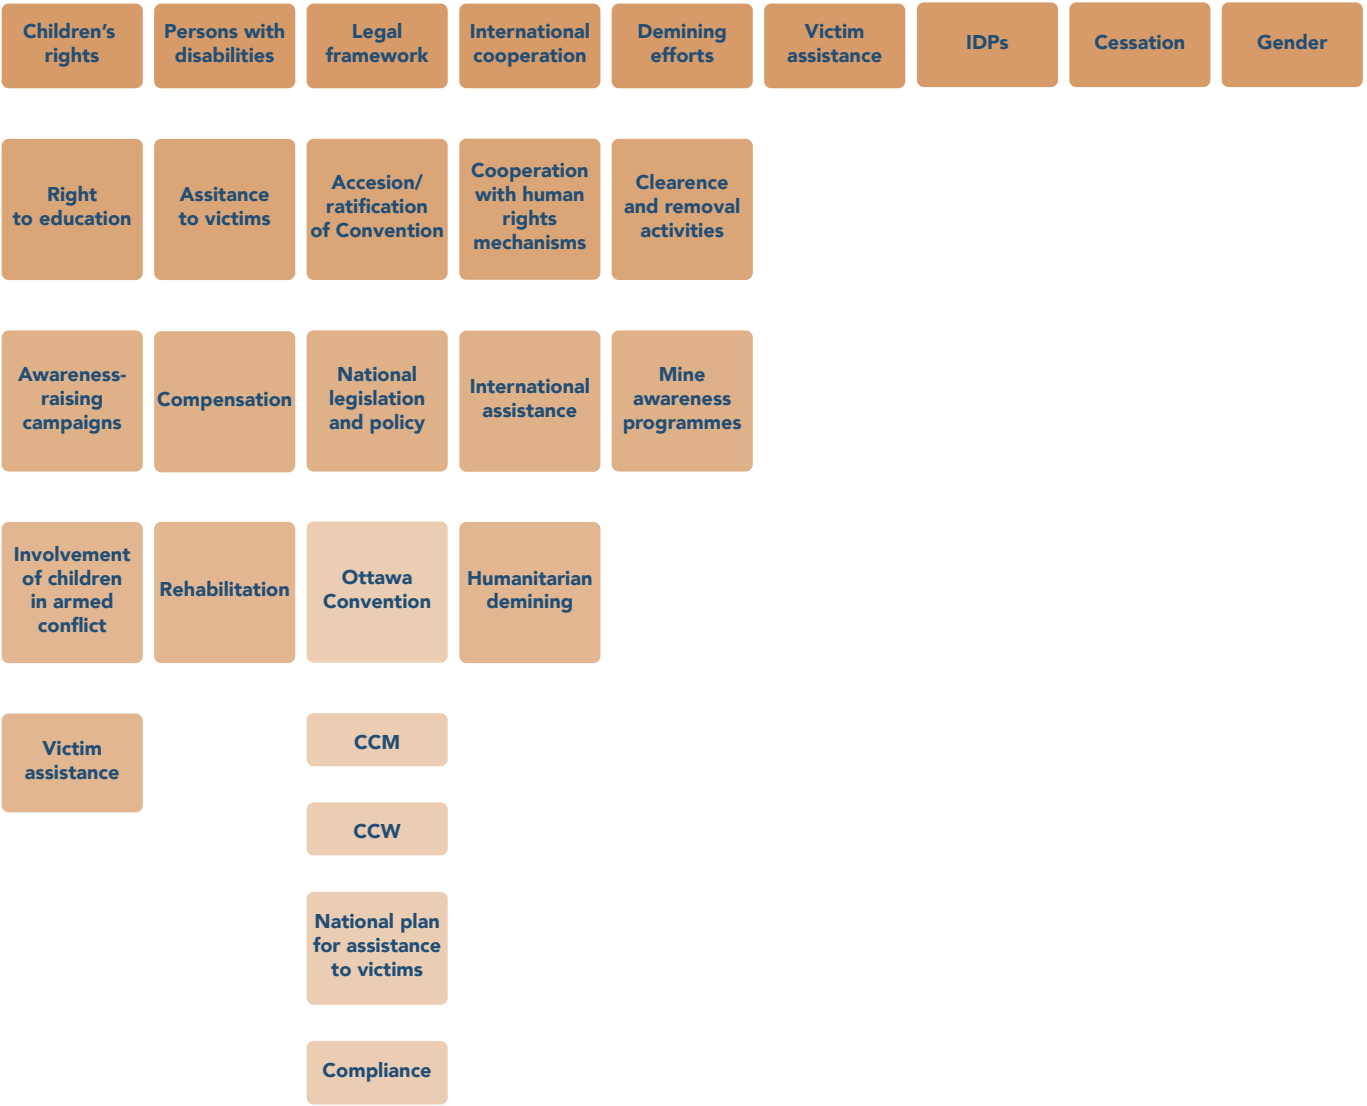 Children’s
rights
Persons with
disabilities
Legal
framework
International
cooperation
Demining
efforts
Victim
assistance
IDPs
Cessation
Gender
Right
to education
Assitance
to victims
Accesion/
ratification
of Convention
Cooperation
with human
rights
mechanisms
Clearence
and removal
activities
Awareness-
raising
campaigns
Compensation
National
legislation
and policy
International
assistance
Mine
awareness
programmes
Involvement
of children
in armed
conflict
Rehabilitation
Ottawa
Convention
Humanitarian
demining
Victim
assistance
CCM
CCW
National plan
for assistance
to victims
Compliance